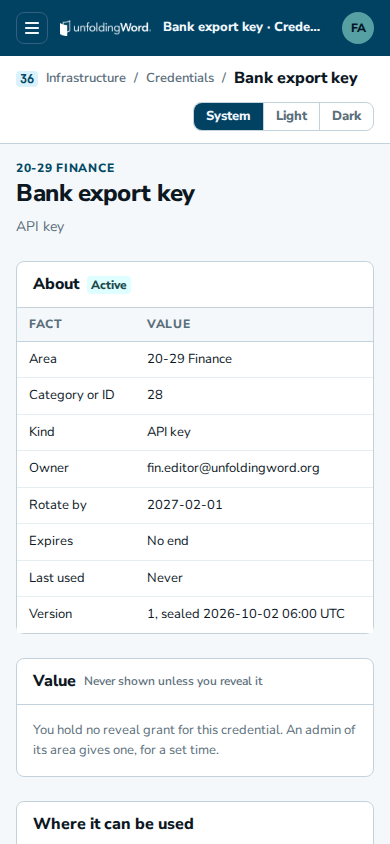 unfoldingWord. Bank export key · Crede... FA
36 Infrastructure / Credentials / Bank export key
System Light Dark
20-29 FINANCE
Bank export key
API key
About Active
FACT VALUE
Area 20-29 Finance
Category or ID 28
Kind API key
Owner fin.editor@unfoldingword.org
Rotate by 2027-02-01
Expires No end
Last used Never
Version 1, sealed 2026-10-02 06:00 UTC
Value Never shown unless you reveal it
You hold no reveal grant for this credential. An admin of
its area gives one, for a set time.
Where it can be used